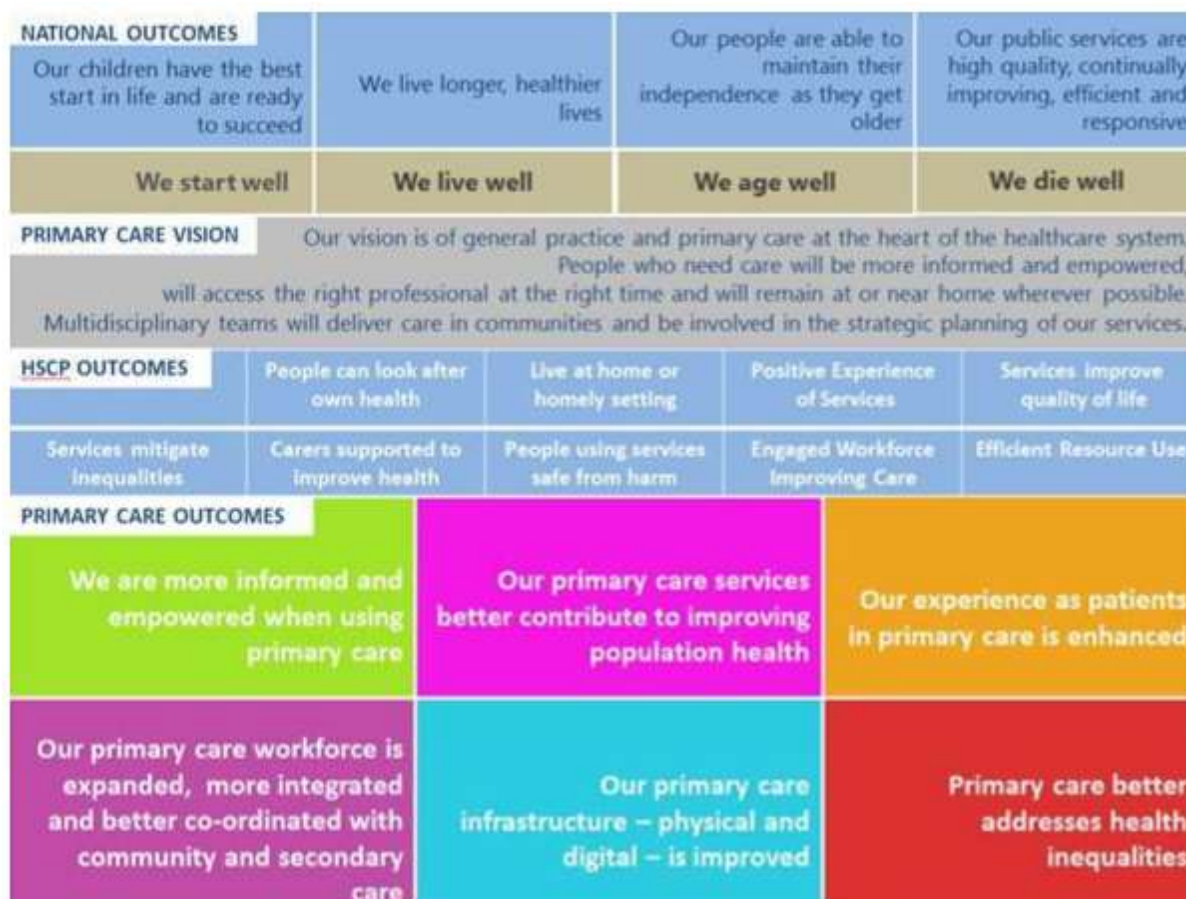 NATIONAL OUTCOMES
Our children have the best
start in life and are ready
to succeed
We live longer, healthier
lives
Our people are able to
maintain their
independence as they get
older
Our public services are
high quality, continually
improving, efficient and
responsive
We start well
We live well
We age well
We die well
PRIMARY CARE VISION
Our vision is of general practice and primary care at the heart of the healthcare system.
People who need care will be more informed and empowered,
will access the right professional at the right time and will remain at or near home wherever possible.
Multidisciplinary teams will deliver care in communities and be involved in the strategic planning of our services.
HSCP OUTCOMES
People can look after
own health
Live at home or
homely setting
Positive Experience
of Services
Services improve
quality of life
Services mitigate
inequalities
Carers supported to
improve health
People using services
safe from harm
Engaged Workforce
Improving Care
Efficient Resource Use
PRIMARY CARE OUTCOMES
We are more informed and
empowered when using
primary care
Our primary care services
better contribute to improving
population health
Our experience as patients
in primary care is enhanced
Our primary care workforce is
expanded, more integrated
and better co-ordinated with
community and secondary
care
Our primary care
infrastructure – physical and
digital – is improved
Primary care better
addresses health
inequalities